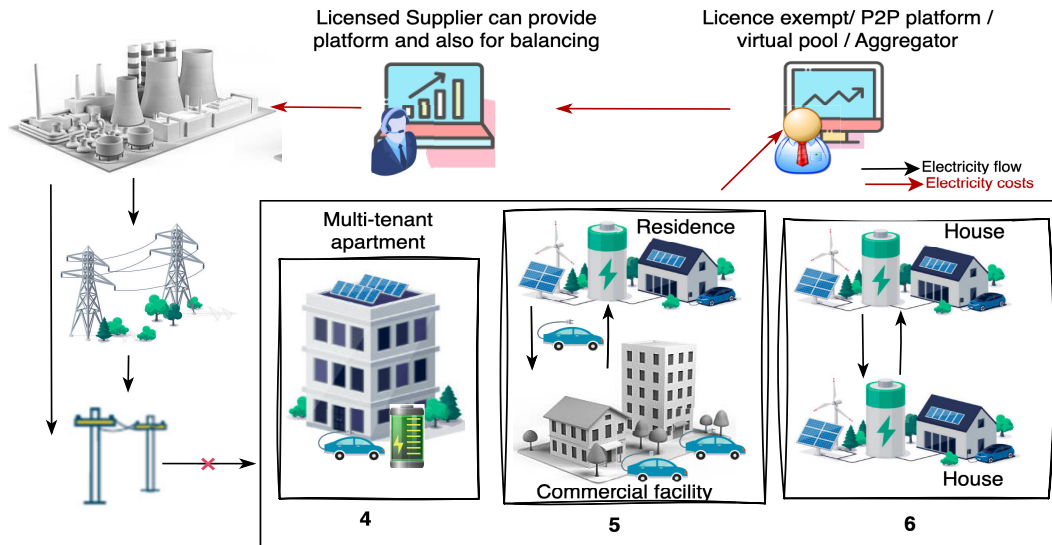 Licensed Supplier can provide
platform and also for balancing
Licence exempt/ P2P platform /
virtual pool / Aggregator
Electricity flow
Electricity costs
Multi-tenant
apartment
Residence
House
Commercial facility
House
4
5
6